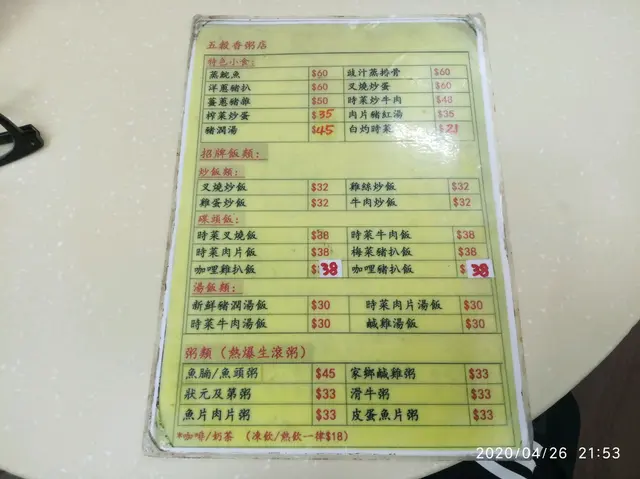 五穀香粥店
特色小食:
蒸鯇魚 $60 豉汁蒸排骨 $60
洋蔥豬扒 $60 叉燒炒蛋 $60
薑蔥豬雜 $50 時菜炒牛肉 $48
榨菜炒蛋 $35 肉片豬紅湯 $35
豬潤湯 $45 白灼時菜
招牌飯類:
炒飯類:
叉燒炒飯 $32 雞絲炒飯 $32
雞蛋炒飯 $32 牛肉炒飯 $32
碟頭飯:
時菜叉燒飯 $38 時菜牛肉飯 $38
時菜肉片飯 $38 梅菜豬扒飯 $38
咖哩雞扒飯 $38 咖哩豬扒飯 $38
湯飯類:
新鮮豬潤湯飯 $30 時菜肉片湯飯 $30
時菜牛肉湯飯 $30 鹹雞湯飯 $30
粥類 (熱爆生滾粥)
魚腩/魚頭粥 $45 家鄉鹹雞粥 $33
狀元及第粥 $33 滑牛粥 $33
魚片肉片粥 $33 皮蛋魚片粥 $33
*咖啡/奶茶 (凍飲/熱飲一律$18)
2020/04/26 21:53